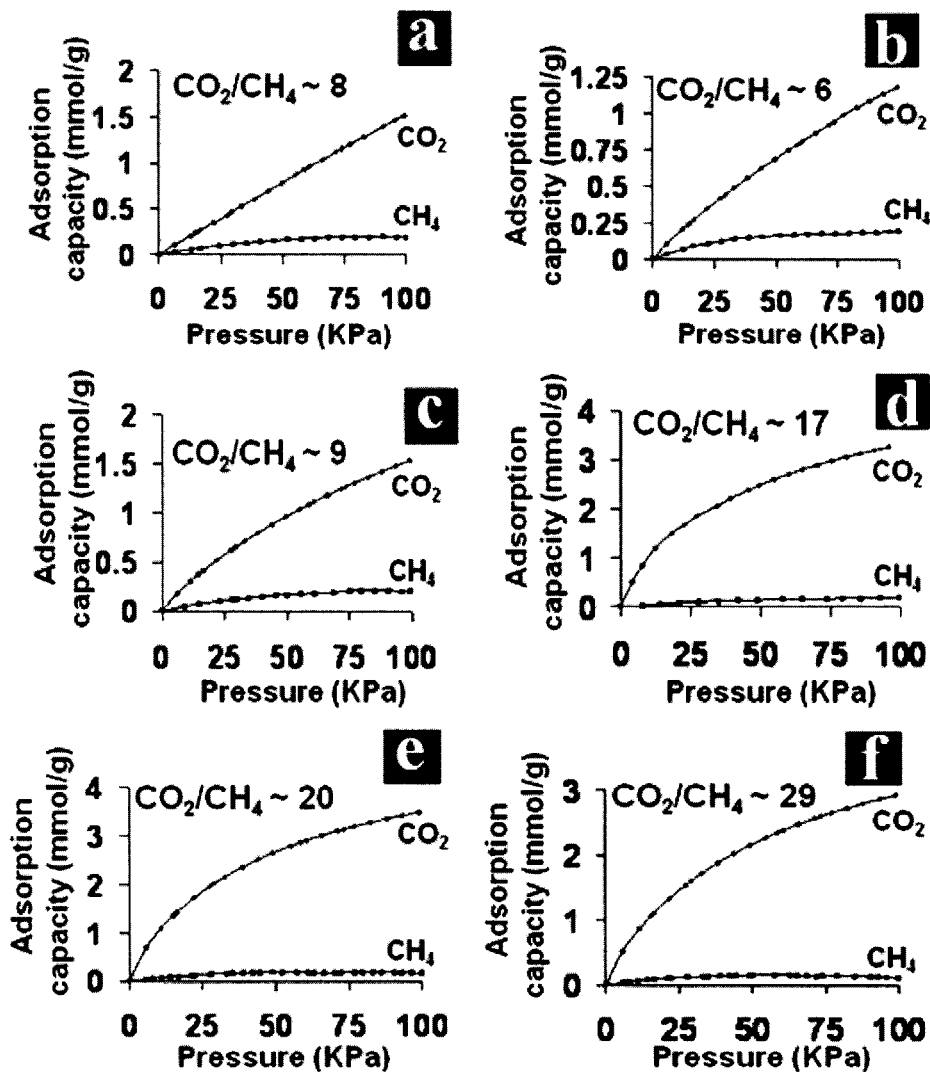 a
Adsorption
capacity (mmol/g)
2
1.5
1
0.5
0
CO2/CH4 ~ 8
CO2
CH4
0 25 50 75 100
Pressure (KPa)
b
Adsorption
capacity (mmol/g)
1.25
1
0.75
0.5
0.25
0
CO2/CH4 ~ 6
CO2
CH4
0 25 50 75 100
Pressure (KPa)
c
Adsorption
capacity (mmol/g)
2
1.5
1
0.5
0
CO2/CH4 ~ 9
CO2
CH4
0 25 50 75 100
Pressure (KPa)
d
Adsorption
capacity (mmol/g)
4
3
2
1
0
CO2/CH4 ~ 17
CO2
CH4
0 25 50 75 100
Pressure (KPa)
e
Adsorption
capacity (mmol/g)
4
3
2
1
0
CO2/CH4 ~ 20
CO2
CH4
0 25 50 75 100
Pressure (KPa)
f
Adsorption
capacity (mmol/g)
3
2
1
0
CO2/CH4 ~ 29
CO2
CH4
0 25 50 75 100
Pressure (KPa)